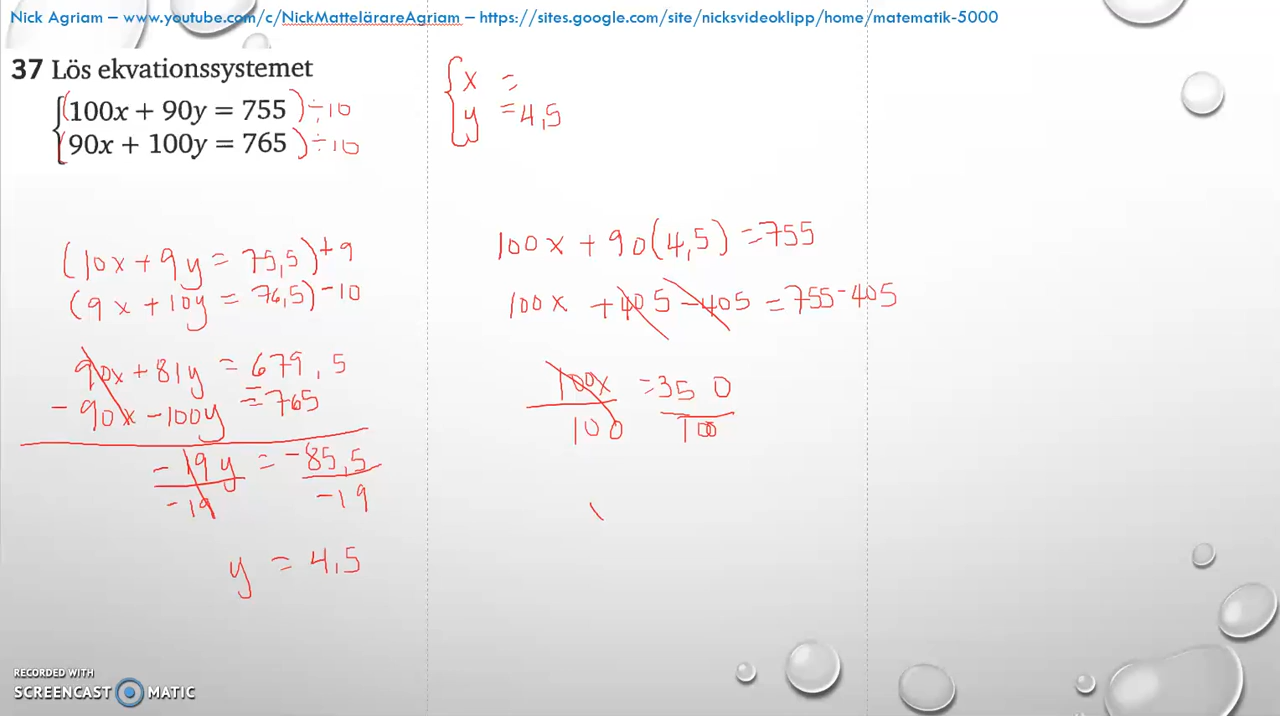 Nick Agriam – www.youtube.com/c/NickMattelärareAgriam – https://sites.google.com/site/nicksvideoklipp/home/matematik-5000
37 Lös ekvationssystemet
(100x + 90y = 755 ) ÷10
(90x + 100y = 765 ) ÷10
(10x + 9y = 75,5) + 9
(9x + 10y = 76,5) - 10
90x + 81y = 679,5
- 90x - 100y = = 765
- 19y = - 85,5
- 19 - 19
y = 4,5
x =
y = 4,5
100x + 90(4,5) = 755
100x + 405 - 405 = 755 - 405
100x = 350
100 100
RECORDED WITH
SCREENCAST MATIC